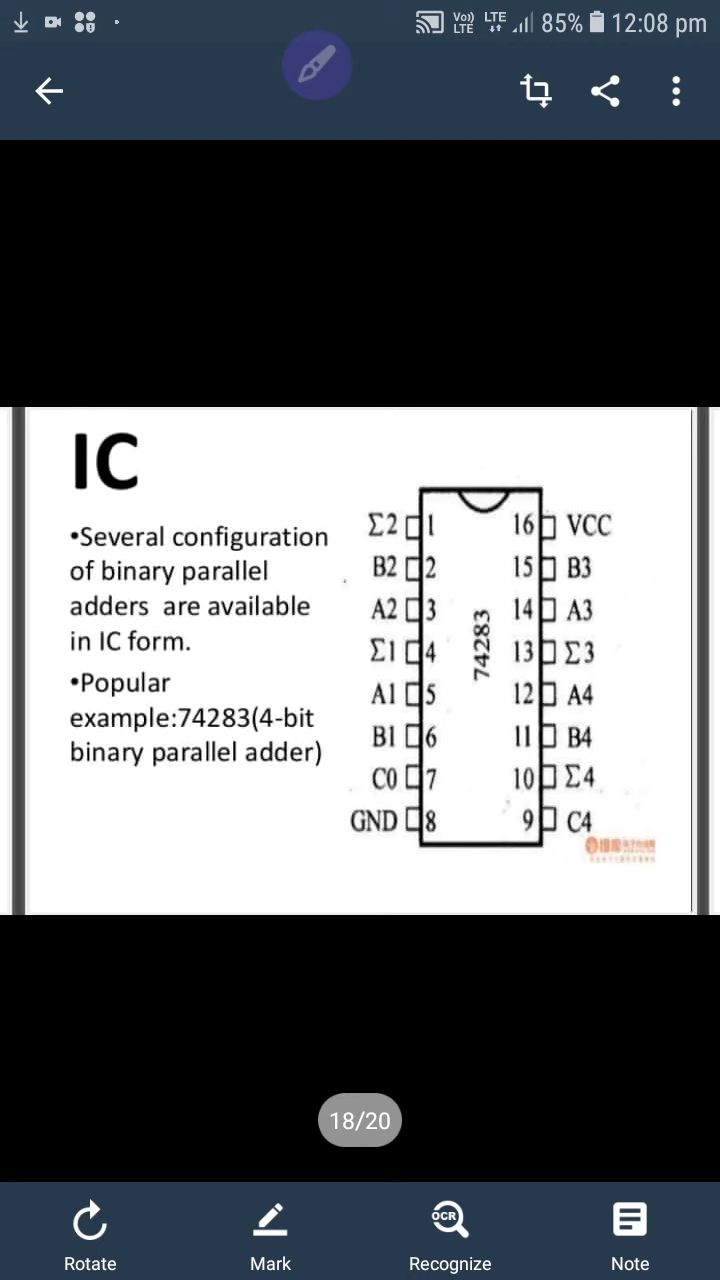 Vo)) LTE
LTE
85% 12:08 pm
IC
•Several configuration
of binary parallel
adders are available
in IC form.
•Popular
example:74283(4-bit
binary parallel adder)
Σ2 1 16 VCC
B2 2 15 B3
A2 3 14 A3
Σ1 4 13 Σ3
A1 5 12 A4
B1 6 11 B4
C0 7 10 Σ4
GND 8 9 C4
74283
18/20
OCR
Rotate Mark Recognize Note